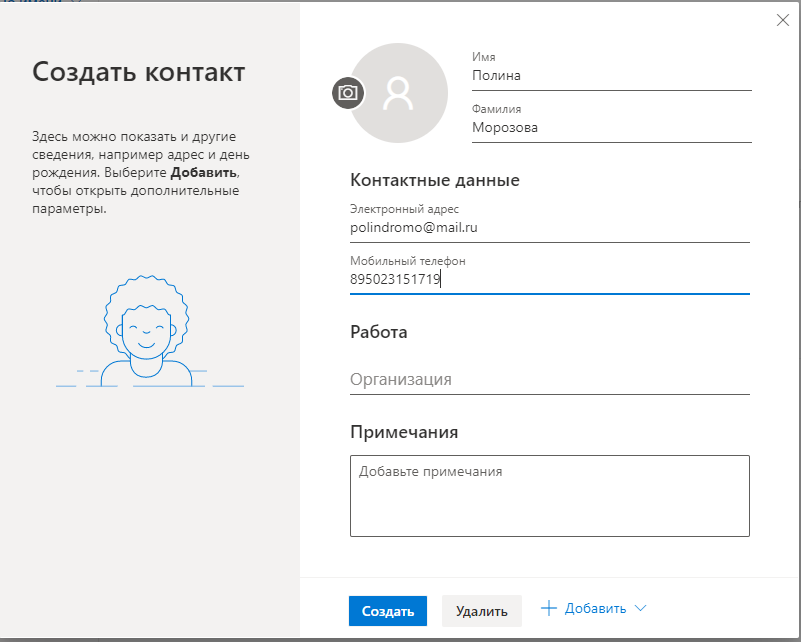 Создать контакт
Здесь можно показать и другие
сведения, например адрес и день
рождения. Выберите Добавить,
чтобы открыть дополнительные
параметры.
Имя
Полина
Фамилия
Морозова
Контактные данные
Электронный адрес
polindromo@mail.ru
Мобильный телефон
895023151719
Работа
Организация
Примечания
Добавьте примечания
Создать
Удалить
Добавить